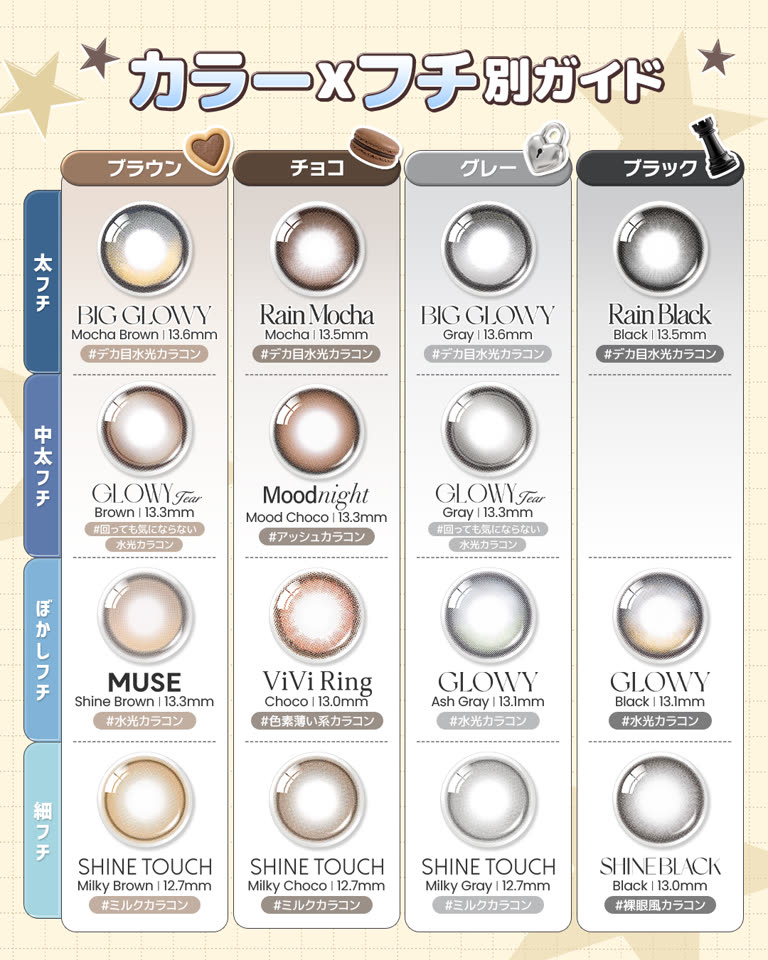 カラー×フチ別ガイド
ブラウン
チョコ
グレー
ブラック
太フチ
BIG GLOWY
Mocha Brown | 13.6mm
#デカ目水光カラコン
Rain Mocha
Mocha | 13.5mm
#デカ目水光カラコン
BIG GLOWY
Gray | 13.6mm
#デカ目水光カラコン
Rain Black
Black | 13.5mm
#デカ目水光カラコン
中太フチ
GLOWY Tear
Brown | 13.3mm
#回っても気にならない
水光カラコン
Moodnight
Mood Choco | 13.3mm
#アッシュカラコン
GLOWY Tear
Gray | 13.3mm
#回っても気にならない
水光カラコン
ぼかしフチ
MUSE
Shine Brown | 13.3mm
#水光カラコン
ViVi Ring
Choco | 13.0mm
#色素薄い系カラコン
GLOWY
Ash Gray | 13.1mm
#水光カラコン
GLOWY
Black | 13.1mm
#水光カラコン
細フチ
SHINE TOUCH
Milky Brown | 12.7mm
#ミルクカラコン
SHINE TOUCH
Milky Choco | 12.7mm
#ミルクカラコン
SHINE TOUCH
Milky Gray | 12.7mm
#ミルクカラコン
SHINE BLACK
Black | 13.0mm
#裸眼風カラコン